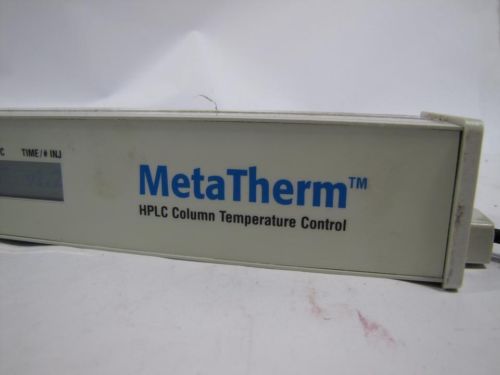 C TIME/# INJ
MetaTherm™
HPLC Column Temperature Control